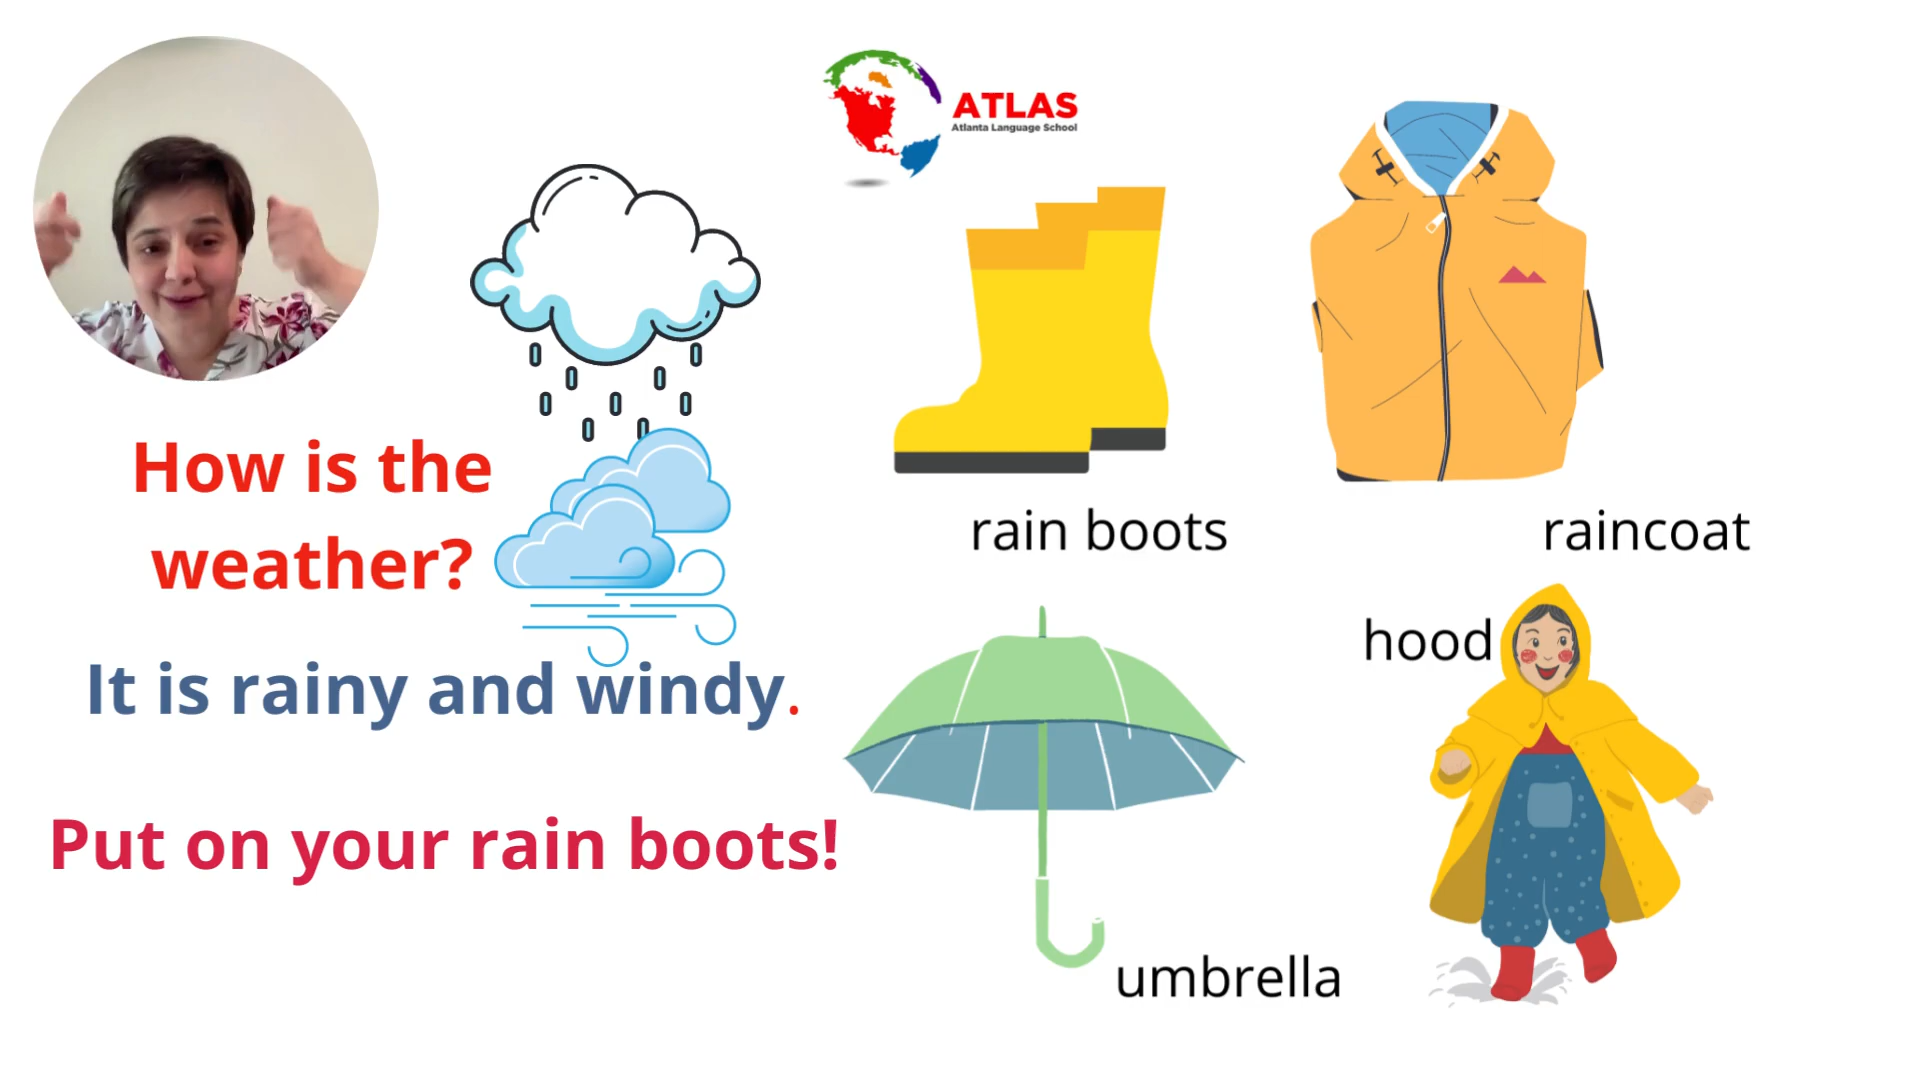 ATLAS
Atlanta Language School
How is the
weather?
It is rainy and windy.
Put on your rain boots!
rain boots
raincoat
hood
umbrella